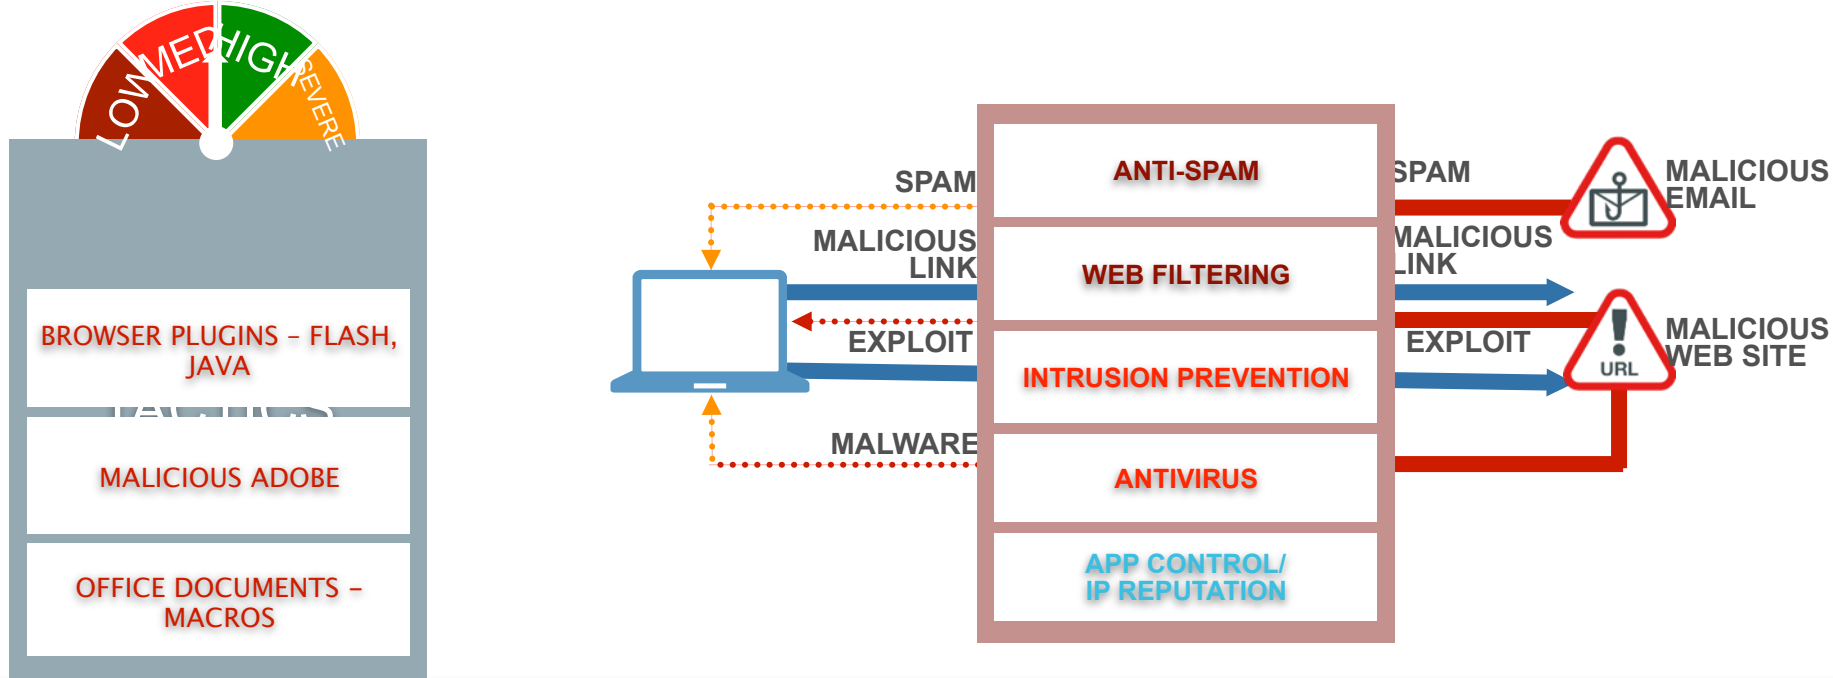 LOW
MED
HIGH
SEVERE
BROWSER PLUGINS – FLASH,
JAVA
TACTICS
MALICIOUS ADOBE
OFFICE DOCUMENTS –
MACROS
SPAM
MALICIOUS
LINK
EXPLOIT
MALWARE
ANTI-SPAM
WEB FILTERING
INTRUSION PREVENTION
ANTIVIRUS
APP CONTROL/
IP REPUTATION
SPAM
MALICIOUS
LINK
EXPLOIT
MALICIOUS
EMAIL
URL
MALICIOUS
WEB SITE